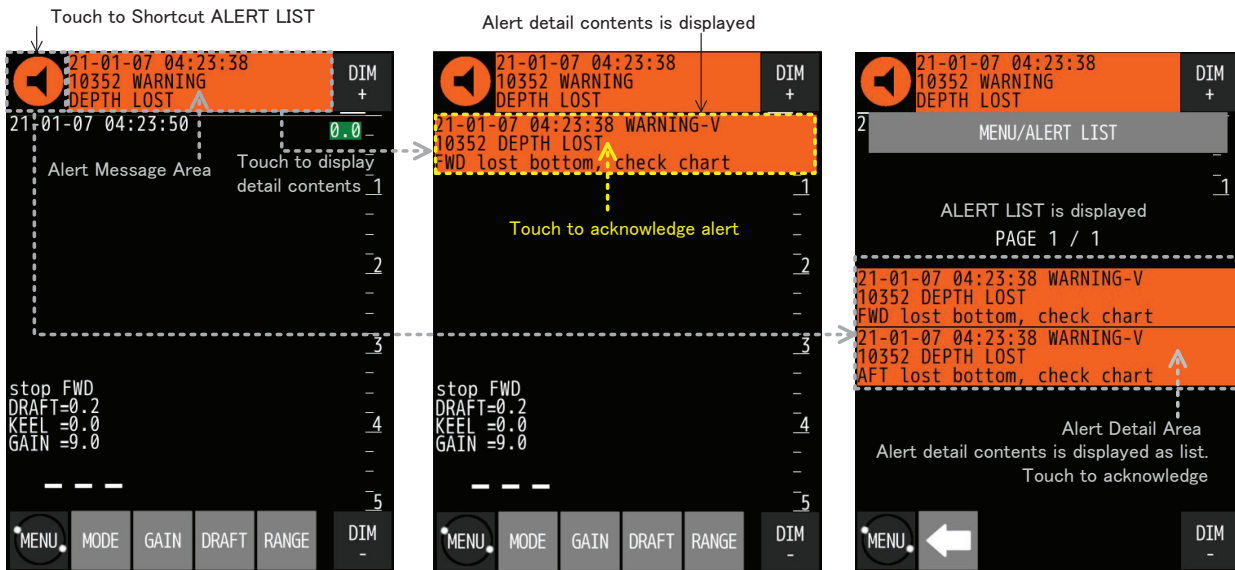 Touch to Shortcut ALERT LIST
21-01-07 04:23:38
10352 WARNING
DEPTH LOST
DIM
+
21-01-07 04:23:50
0.0
Alert Message Area
Touch to display
detail contents
1
2
3
stop FWD
DRAFT=0.2
KEEL =0.0
GAIN =9.0
4
– – –
5
MENU
MODE
GAIN
DRAFT
RANGE
DIM
-
Alert detail contents is displayed
21-01-07 04:23:38
10352 WARNING
DEPTH LOST
DIM
+
21-01-07 04:23:38 WARNING-V
10352 DEPTH LOST
FWD lost bottom, check chart
1
Touch to acknowledge alert
2
3
stop FWD
DRAFT=0.2
KEEL =0.0
GAIN =9.0
4
– – –
5
MENU
MODE
GAIN
DRAFT
RANGE
DIM
-
21-01-07 04:23:38
10352 WARNING
DEPTH LOST
DIM
+
2
MENU/ALERT LIST
1
ALERT LIST is displayed
PAGE 1 / 1
21-01-07 04:23:38 WARNING-V
10352 DEPTH LOST
FWD lost bottom, check chart
21-01-07 04:23:38 WARNING-V
10352 DEPTH LOST
AFT lost bottom, check chart
Alert Detail Area
Alert detail contents is displayed as list.
Touch to acknowledge
MENU
DIM
-